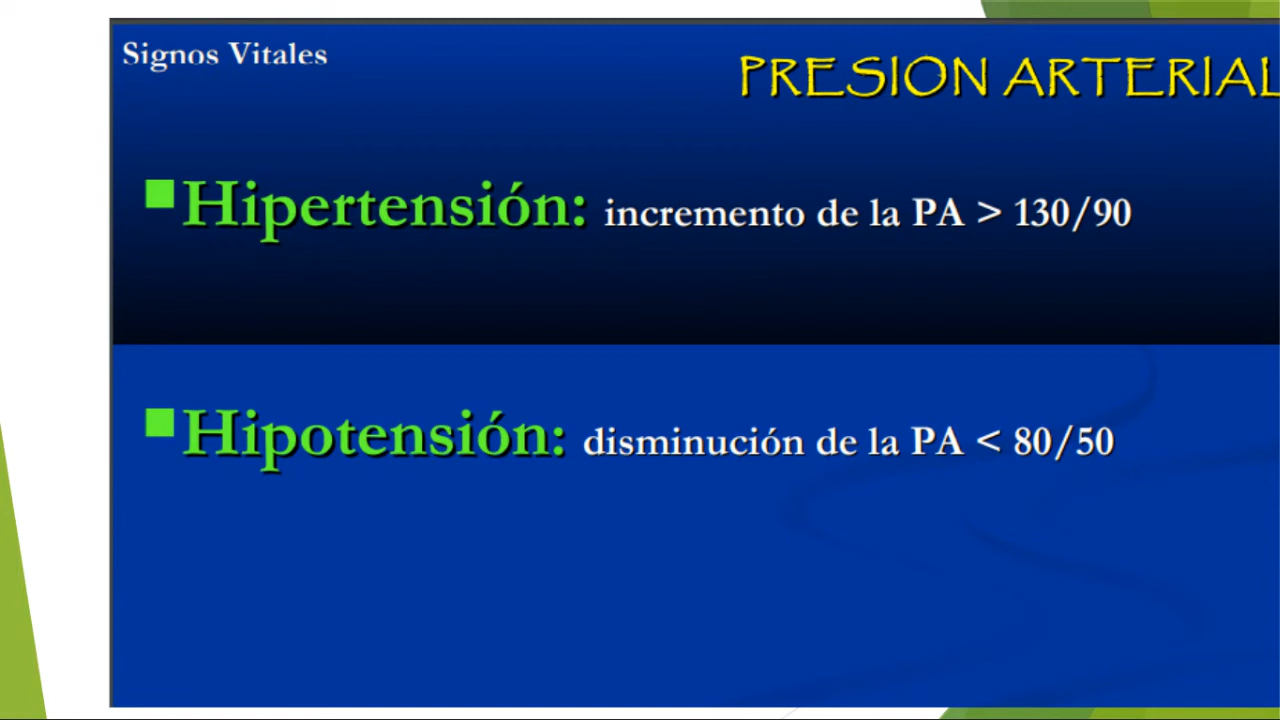 Signos Vitales
PRESION ARTERIAL
Hipertensión: incremento de la PA > 130/90
Hipotensión: disminución de la PA < 80/50